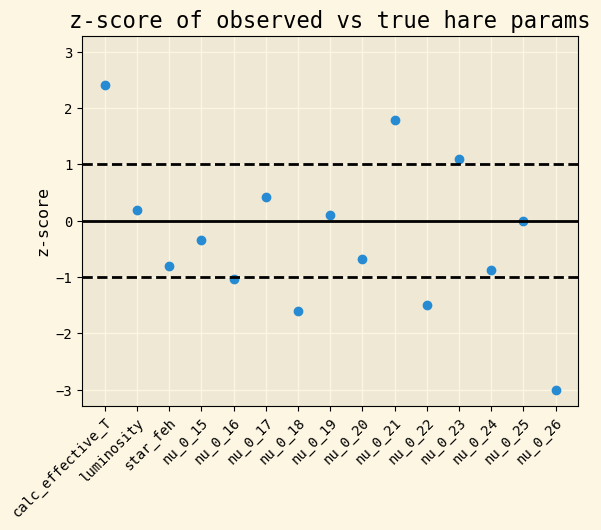 z-score of observed vs true hare params
z-score
3
2
1
0
−1
−2
−3
calc_effective_T
luminosity
star_feh
nu_0_15
nu_0_16
nu_0_17
nu_0_18
nu_0_19
nu_0_20
nu_0_21
nu_0_22
nu_0_23
nu_0_24
nu_0_25
nu_0_26